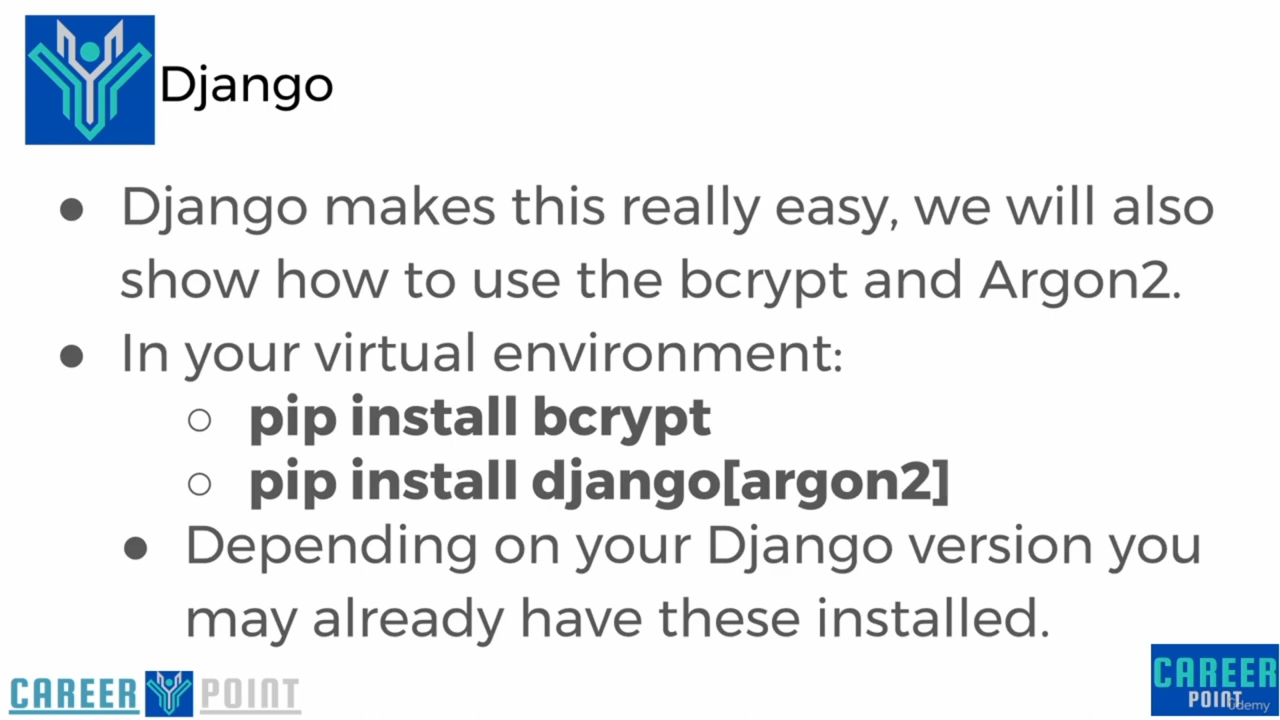 Django
● Django makes this really easy, we will also
show how to use the bcrypt and Argon2.
● In your virtual environment:
○ pip install bcrypt
○ pip install django[argon2]
● Depending on your Django version you
may already have these installed.
CAREER POINT
CAREER
POINT
Udemy